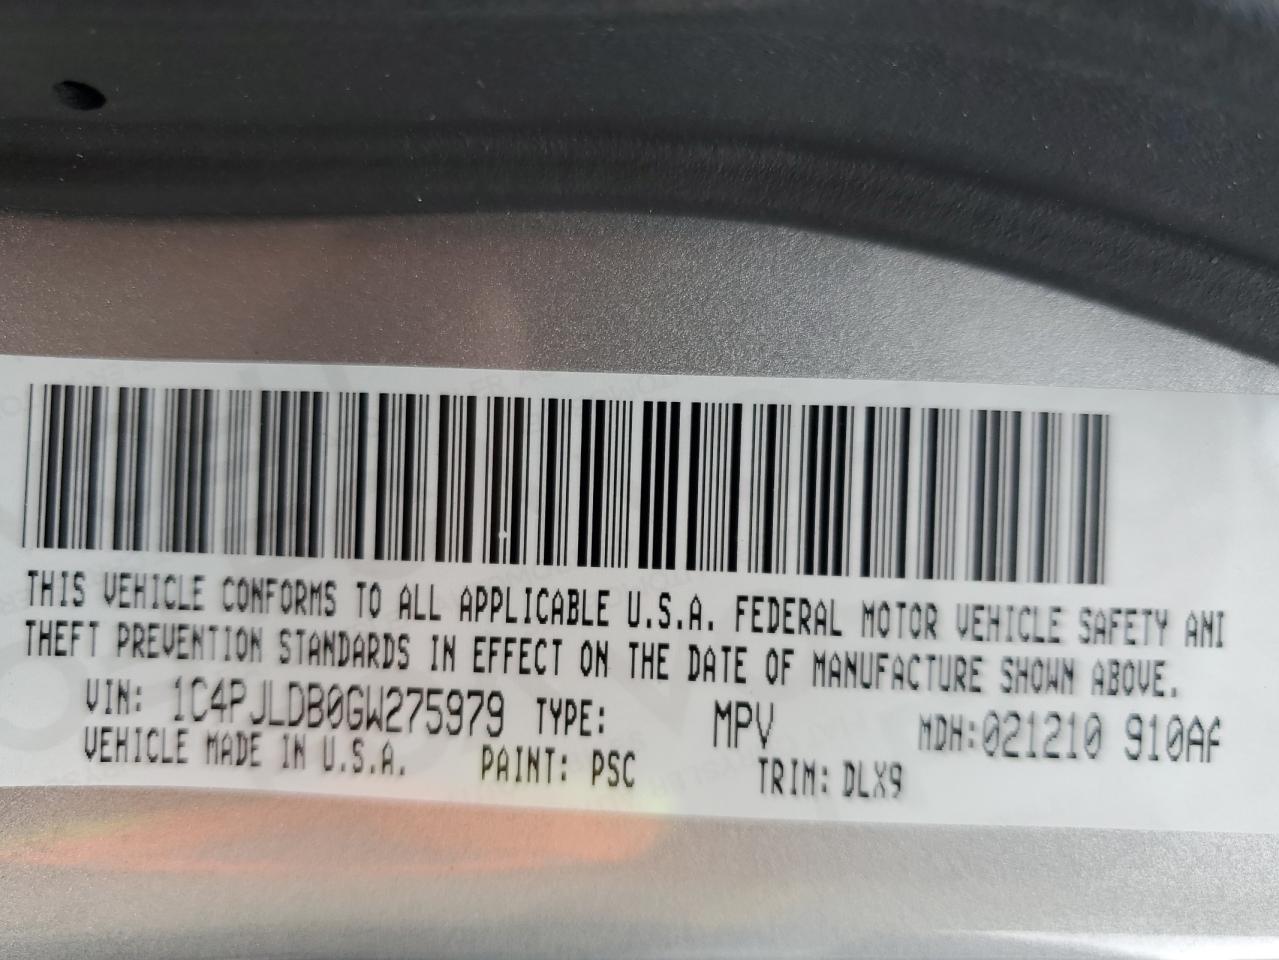 THIS VEHICLE CONFORMS TO ALL APPLICABLE U.S.A. FEDERAL MOTOR VEHICLE SAFETY AND
THEFT PREVENTION STANDARDS IN EFFECT ON THE DATE OF MANUFACTURE SHOWN ABOVE.
VIN: 1C4PJLDB0GW275979 TYPE: MPV MDH:021210 910AF
VEHICLE MADE IN U.S.A. PAINT: PSC TRIM: DLX9